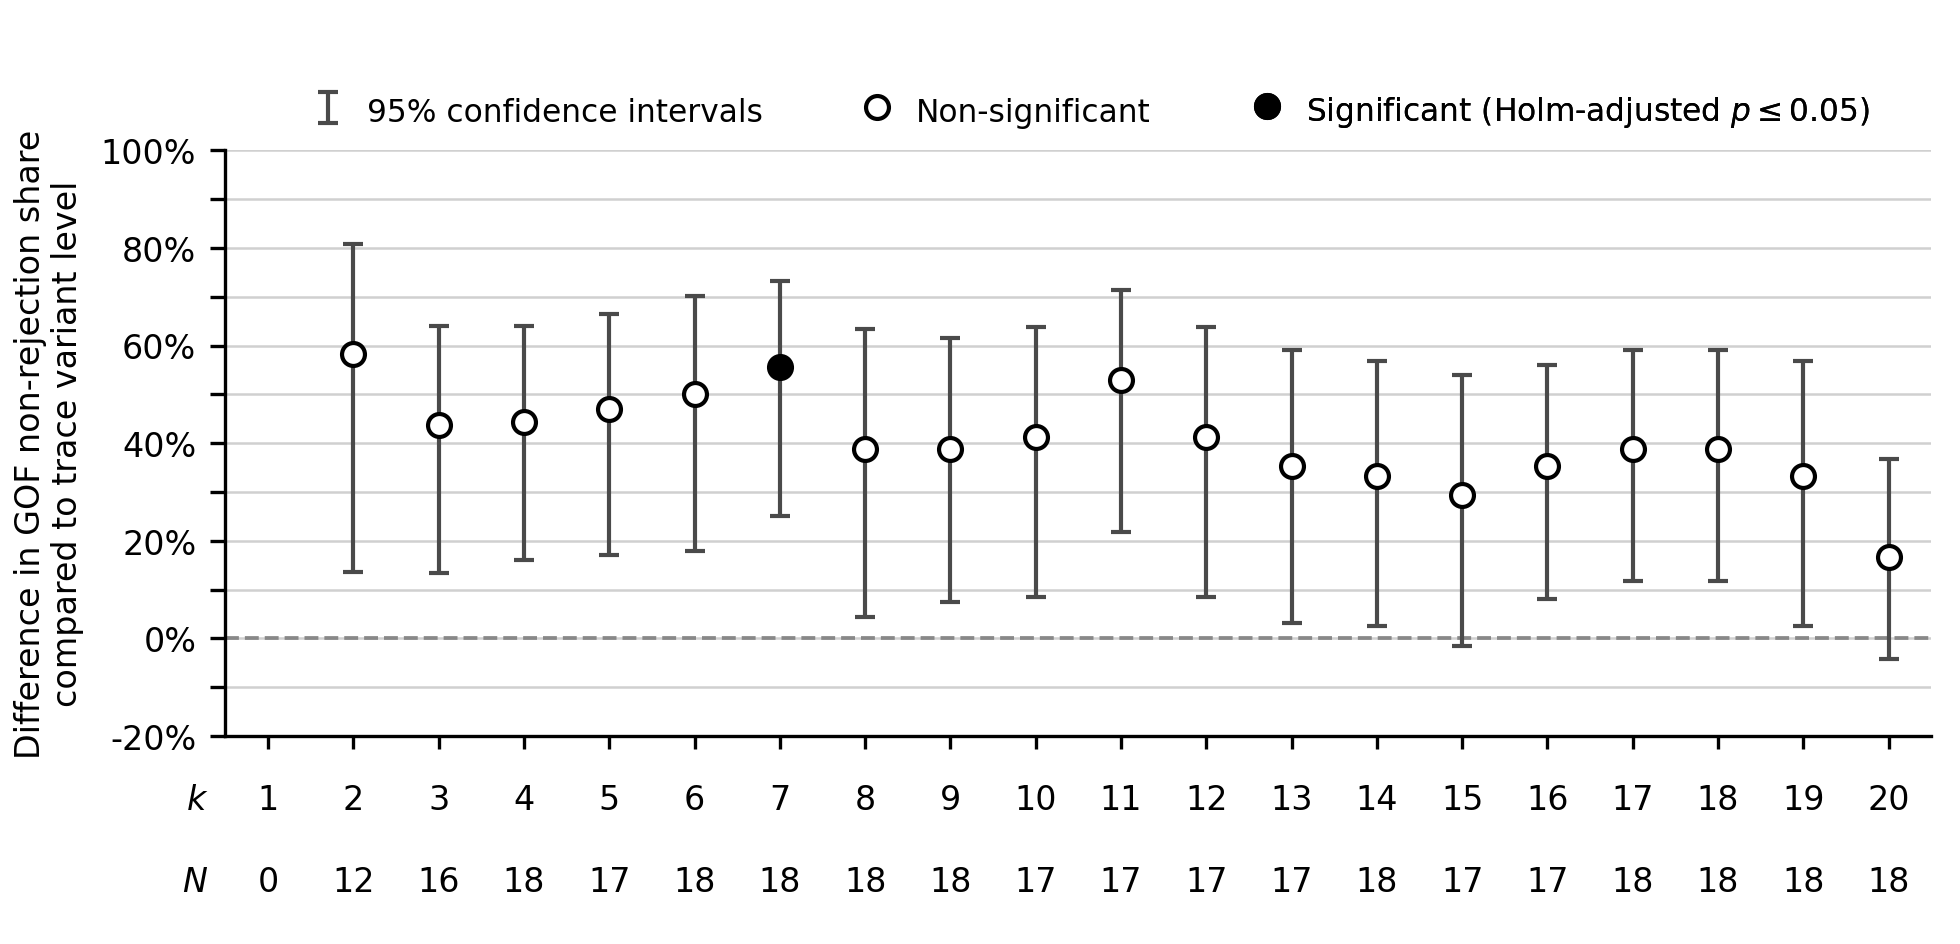 95% confidence intervals
Non-significant
Significant (Holm-adjusted p ≤ 0.05)
Difference in GOF non-rejection share
compared to trace variant level
100%
80%
60%
40%
20%
0%
-20%
k 1 2 3 4 5 6 7 8 9 10 11 12 13 14 15 16 17 18 19 20
N 0 12 16 18 17 18 18 18 18 17 17 17 17 18 17 17 18 18 18 18